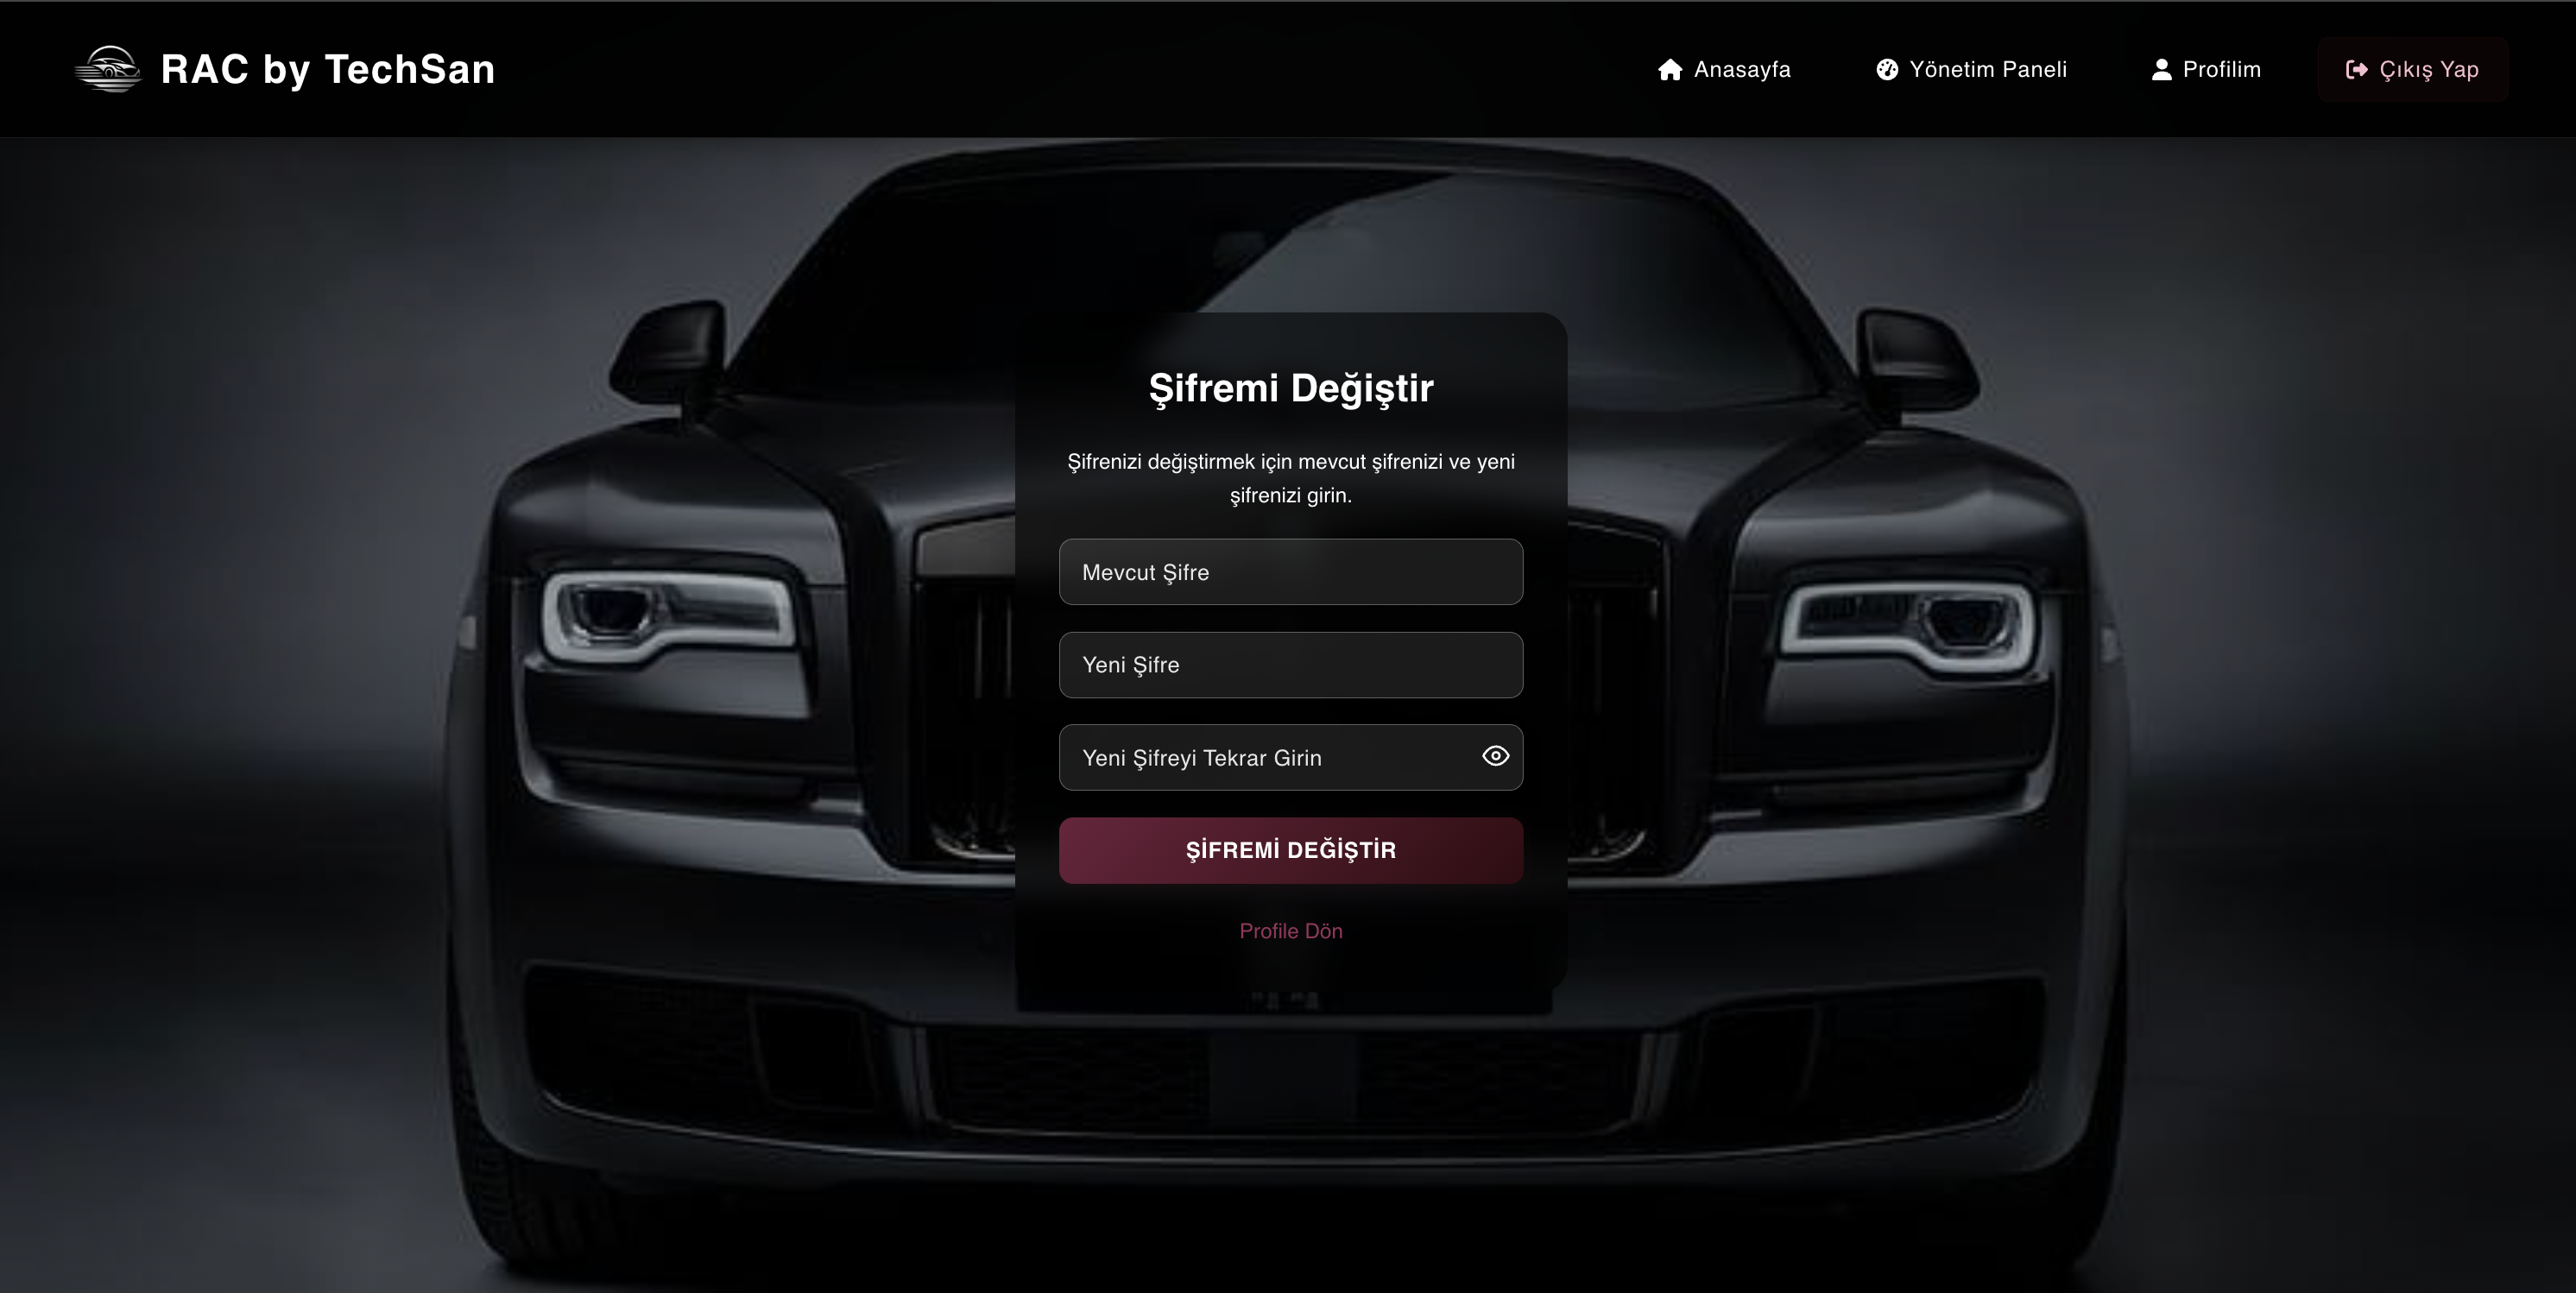 RAC by TechSan
Anasayfa
Yönetim Paneli
Profilim
Çıkış Yap
Şifremi Değiştir
Şifrenizi değiştirmek için mevcut şifrenizi ve yeni
şifrenizi girin.
Mevcut Şifre
Yeni Şifre
Yeni Şifreyi Tekrar Girin
ŞİFREMİ DEĞİŞTİR
Profile Dön